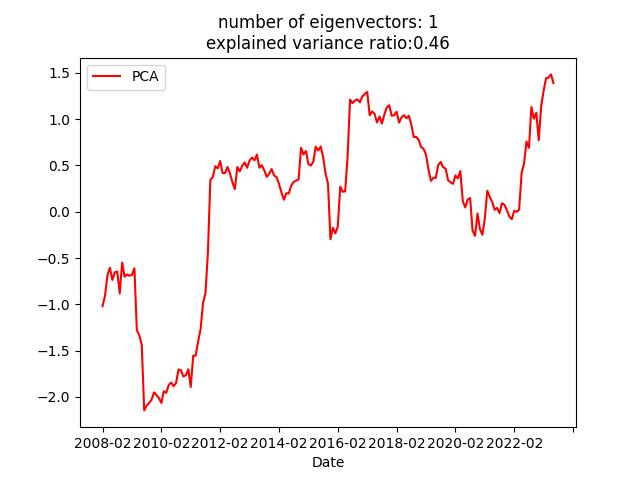 number of eigenvectors: 1
explained variance ratio:0.46
PCA
1.5
1.0
0.5
0.0
−0.5
−1.0
−1.5
−2.0
2008-02 2010-02 2012-02 2014-02 2016-02 2018-02 2020-02 2022-02
Date